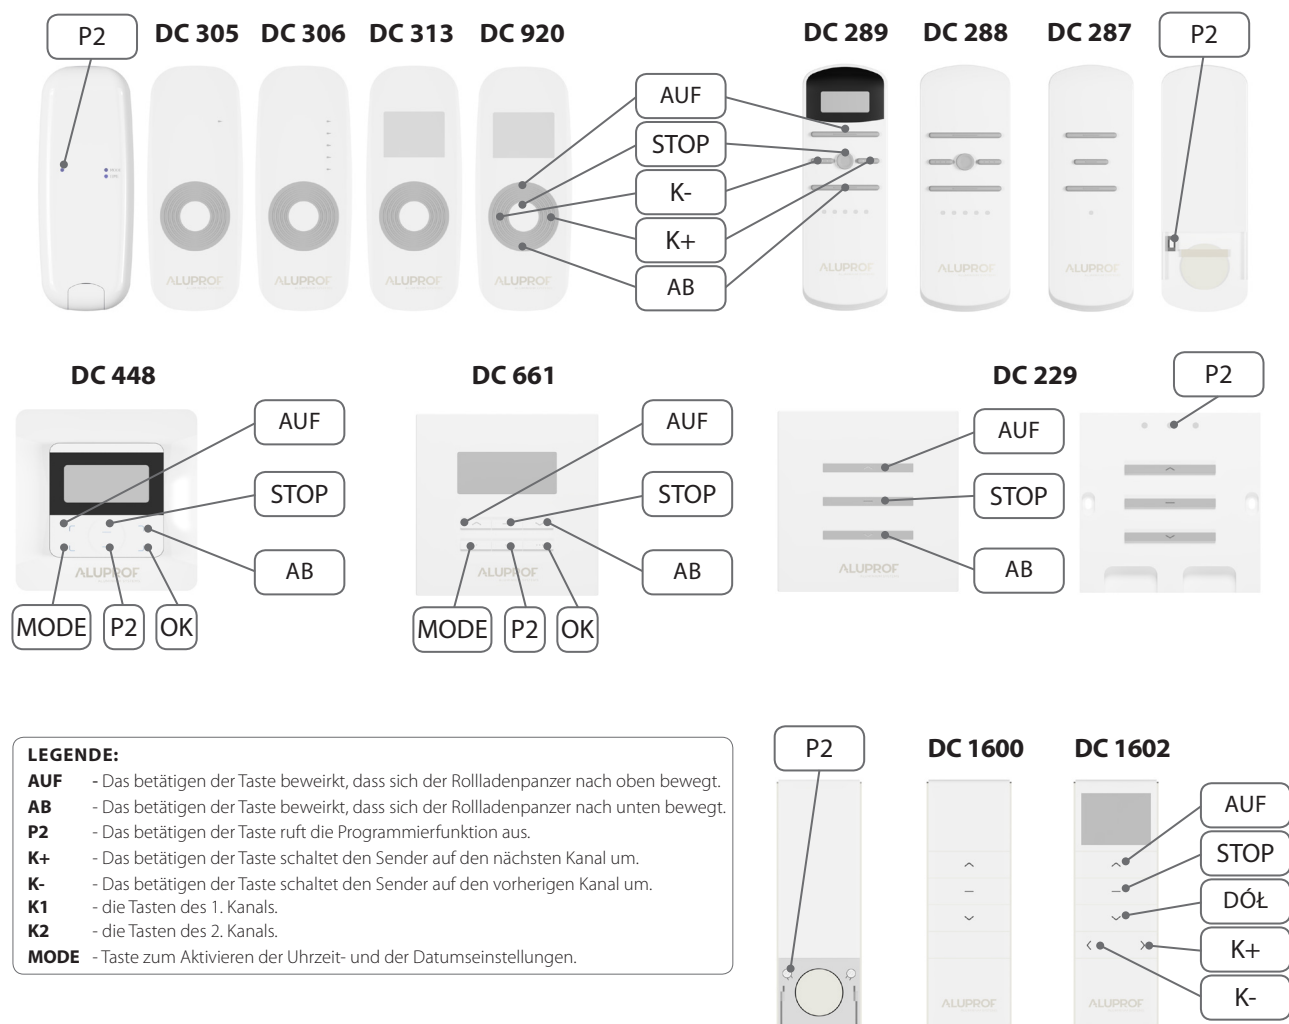 P2
DC 305
DC 306
DC 313
DC 920
DC 289
DC 288
DC 287
P2
AUF
STOP
K-
K+
AB
ALUPROF
ALUPROF
ALUPROF
ALUPROF
ALUPROF
ALUPROF
ALUPROF
DC 448
AUF
STOP
AB
ALUPROF
MODE
P2
OK
DC 661
AUF
STOP
AB
ALUPROF
MODE
P2
OK
DC 229
P2
AUF
STOP
AB
ALUPROF
LEGENDE:
AUF - Das betätigen der Taste beweirkt, dass sich der Rollladenpanzer nach oben bewegt.
AB - Das betätigen der Taste beweirkt, dass sich der Rollladenpanzer nach unten bewegt.
P2 - Das betätigen der Taste ruft die Programmierfunktion aus.
K+ - Das betätigen der Taste schaltet den Sender auf den nächsten Kanal um.
K- - Das betätigen der Taste schaltet den Sender auf den vorherigen Kanal um.
K1 - die Tasten des 1. Kanals.
K2 - die Tasten des 2. Kanals.
MODE - Taste zum Aktivieren der Uhrzeit- und der Datumseinstellungen.
P2
DC 1600
DC 1602
AUF
STOP
DÓŁ
K+
K-
ALUPROF
ALUPROF